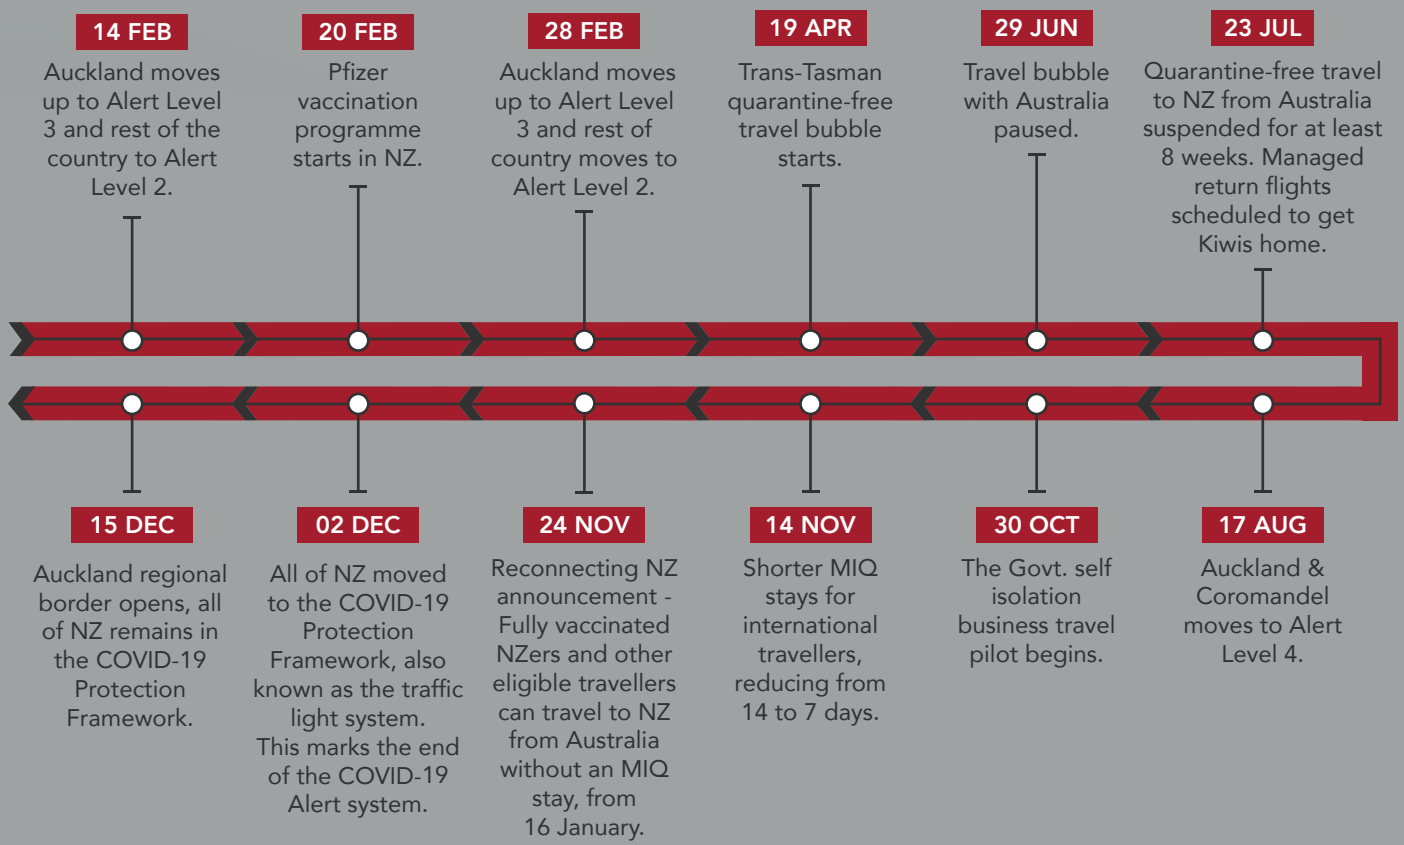 14 FEB
Auckland moves
up to Alert Level
3 and rest of the
country to Alert
Level 2.
20 FEB
Pfizer
vaccination
programme
starts in NZ.
28 FEB
Auckland moves
up to Alert Level
3 and rest of
country moves to
Alert Level 2.
19 APR
Trans-Tasman
quarantine-free
travel bubble
starts.
29 JUN
Travel bubble
with Australia
paused.
23 JUL
Quarantine-free travel
to NZ from Australia
suspended for at least
8 weeks. Managed
return flights
scheduled to get
Kiwis home.
15 DEC
Auckland regional
border opens, all
of NZ remains in
the COVID-19
Protection
Framework.
02 DEC
All of NZ moved
to the COVID-19
Protection
Framework, also
known as the traffic
light system.
This marks the end
of the COVID-19
Alert system.
24 NOV
Reconnecting NZ
announcement -
Fully vaccinated
NZers and other
eligible travellers
can travel to NZ
from Australia
without an MIQ
stay, from
16 January.
14 NOV
Shorter MIQ
stays for
international
travellers,
reducing from
14 to 7 days.
30 OCT
The Govt. self
isolation
business travel
pilot begins.
17 AUG
Auckland &
Coromandel
moves to Alert
Level 4.